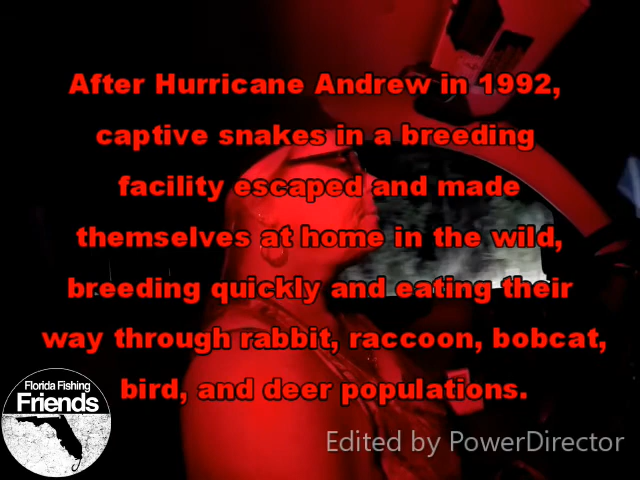 After Hurricane Andrew in 1992,
captive snakes in a breeding
facility escaped and made
themselves at home in the wild,
breeding quickly and eating their
way through rabbit, raccoon, bobcat,
bird, and deer populations.
Florida Fishing
Friends
Edited by PowerDirector